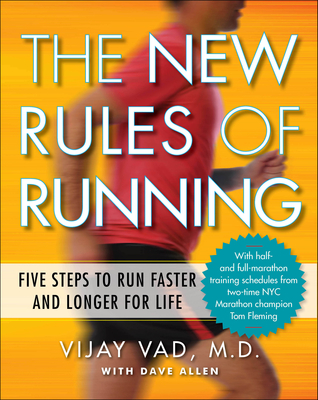 THE NEW
RULES OF
RUNNING
FIVE STEPS TO RUN FASTER
AND LONGER FOR LIFE
With half-
and full-marathon
training schedules from
two-time NYC
Marathon champion
Tom Fleming
VIJAY VAD, M.D.
WITH DAVE ALLEN